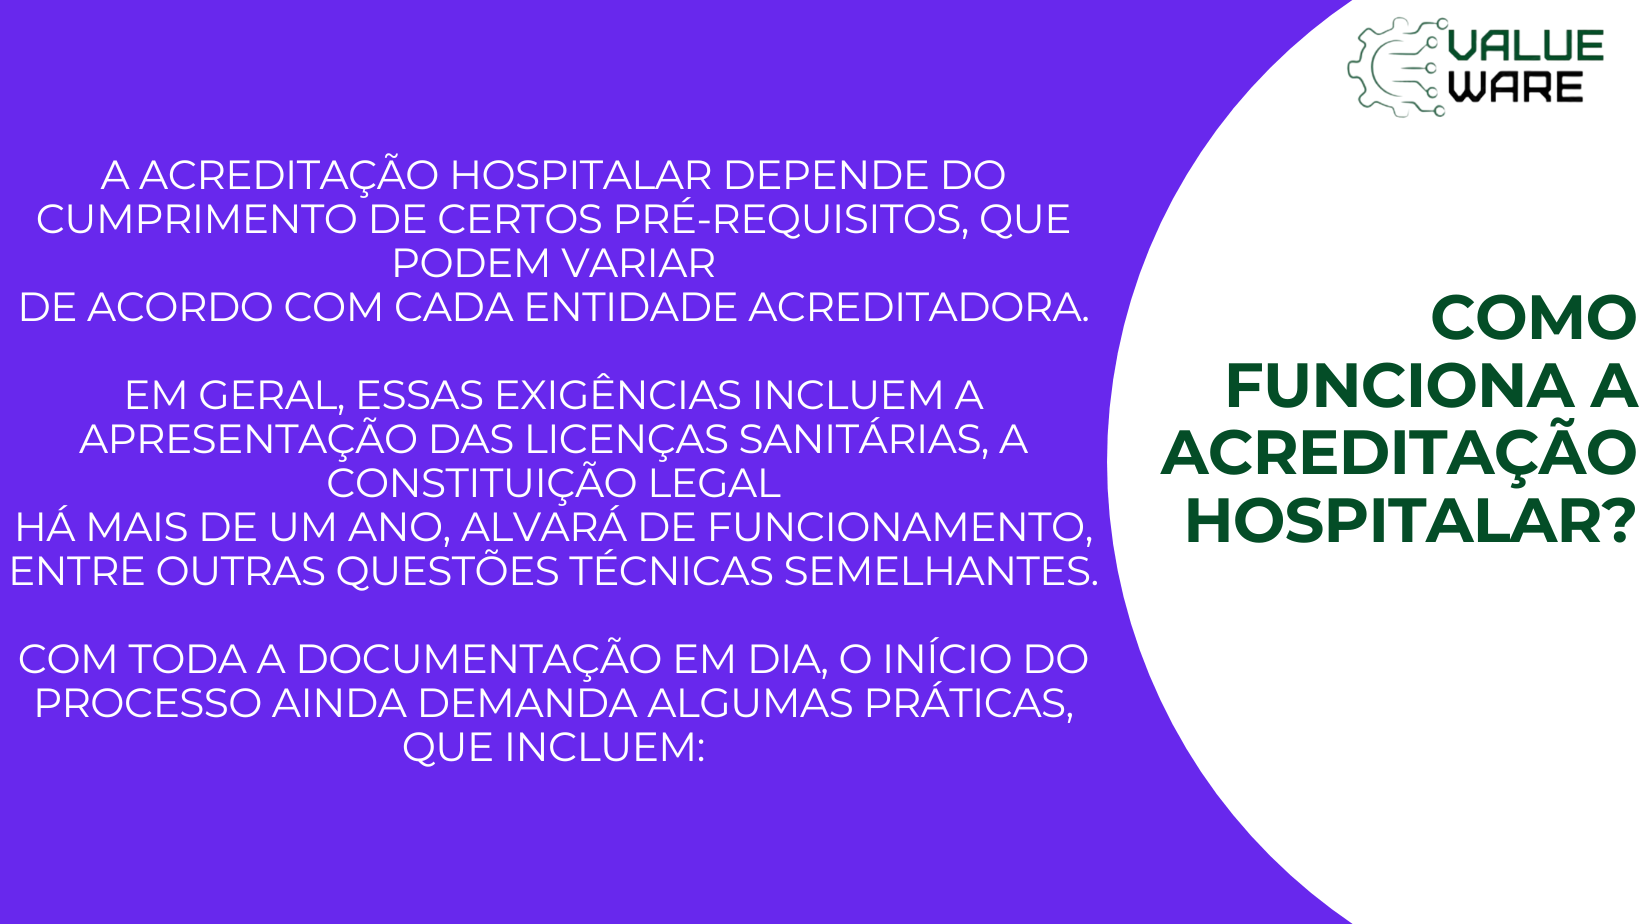 VALUE
WARE
A ACREDITAÇÃO HOSPITALAR DEPENDE DO
CUMPRIMENTO DE CERTOS PRÉ-REQUISITOS, QUE
PODEM VARIAR
DE ACORDO COM CADA ENTIDADE ACREDITADORA.
EM GERAL, ESSAS EXIGÊNCIAS INCLUEM A
APRESENTAÇÃO DAS LICENÇAS SANITÁRIAS, A
CONSTITUIÇÃO LEGAL
HÁ MAIS DE UM ANO, ALVARÁ DE FUNCIONAMENTO,
ENTRE OUTRAS QUESTÕES TÉCNICAS SEMELHANTES.
COM TODA A DOCUMENTAÇÃO EM DIA, O INÍCIO DO
PROCESSO AINDA DEMANDA ALGUMAS PRÁTICAS,
QUE INCLUEM:
COMO
FUNCIONA A
ACREDITAÇÃO
HOSPITALAR?